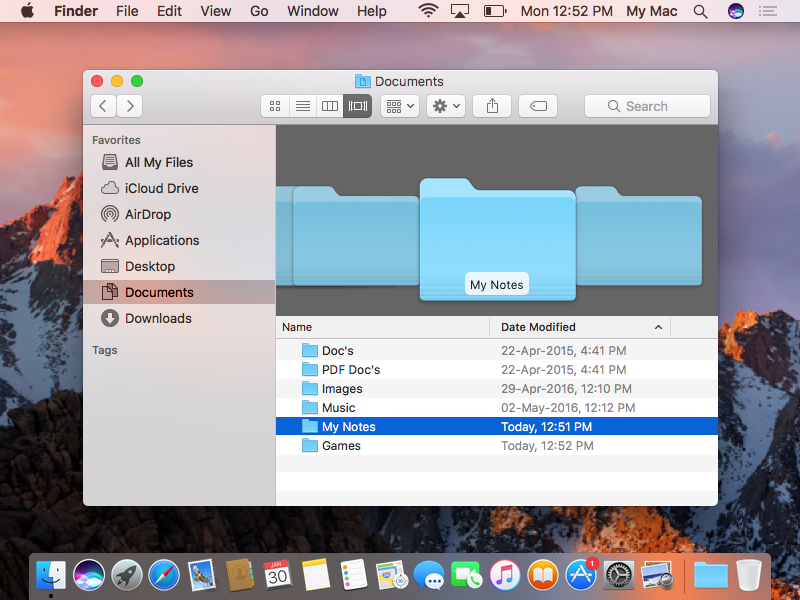 Finder File Edit View Go Window Help Mon 12:52 PM My Mac
Documents
Search
Favorites
All My Files
iCloud Drive
AirDrop
Applications
Desktop
Documents
Downloads
Tags
My Notes
Name Date Modified
Doc's 22-Apr-2015, 4:41 PM
PDF Doc's 22-Apr-2015, 4:41 PM
Images 29-Apr-2016, 12:10 PM
Music 02-May-2016, 12:12 PM
My Notes Today, 12:51 PM
Games Today, 12:52 PM
JAN
30
1